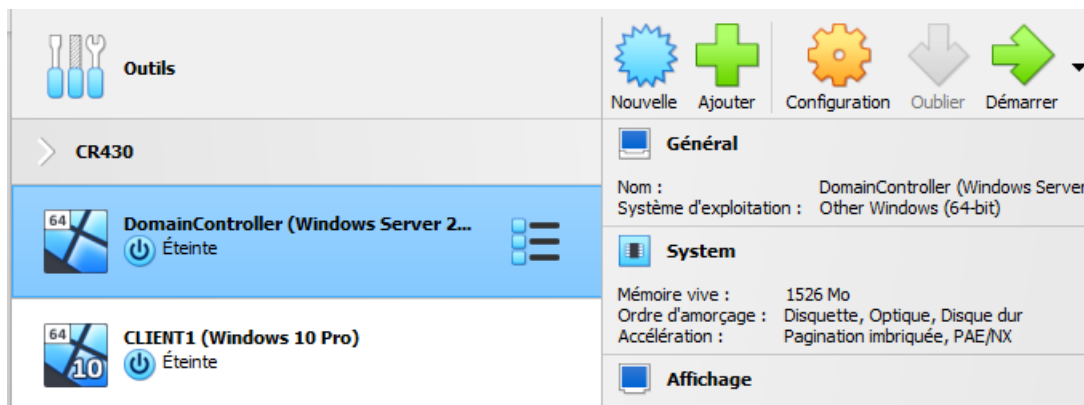 Outils
Nouvelle Ajouter Configuration Oublier Démarrer
CR430
Général
Nom : DomainController (Windows Server
Système d'exploitation : Other Windows (64-bit)
64
DomainController (Windows Server 2...
Éteinte
System
Mémoire vive : 1526 Mo
Ordre d'amorçage : Disquette, Optique, Disque dur
Accélération : Pagination imbriquée, PAE/NX
64
10
CLIENT1 (Windows 10 Pro)
Éteinte
Affichage